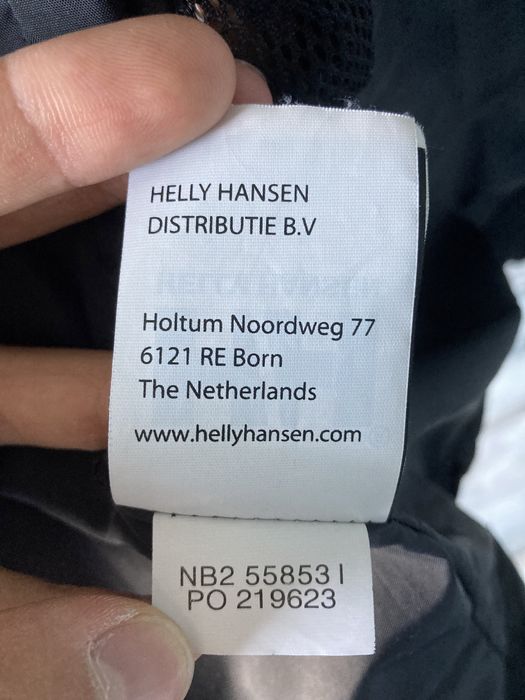 HELLY HANSEN
DISTRIBUTIE B.V
Holtum Noordweg 77
6121 RE Born
The Netherlands
www.hellyhansen.com
NB2 55853 I
PO 219623